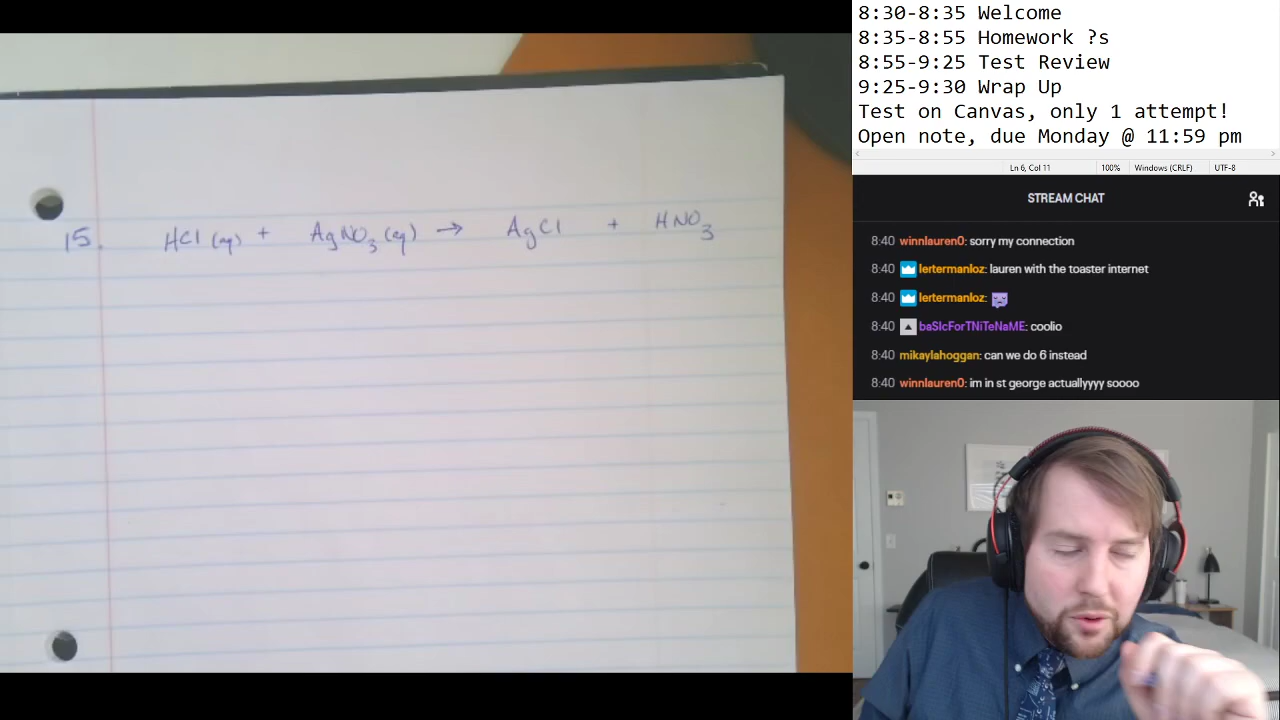 15. HCl (aq) + AgNO3 (aq) → AgCl + HNO3
8:30-8:35 Welcome
8:35-8:55 Homework ?s
8:55-9:25 Test Review
9:25-9:30 Wrap Up
Test on Canvas, only 1 attempt!
Open note, due Monday @ 11:59 pm
Ln 6, Col 11 100% Windows (CRLF) UTF-8
STREAM CHAT
8:40 winnlauren0: sorry my connection
8:40 lertermanloz: lauren with the toaster internet
8:40 lertermanloz:
8:40 baSIcForTNiTeNaME: coolio
8:40 mikaylahoggan: can we do 6 instead
8:40 winnlauren0: im in st george actuallyyyy soooo